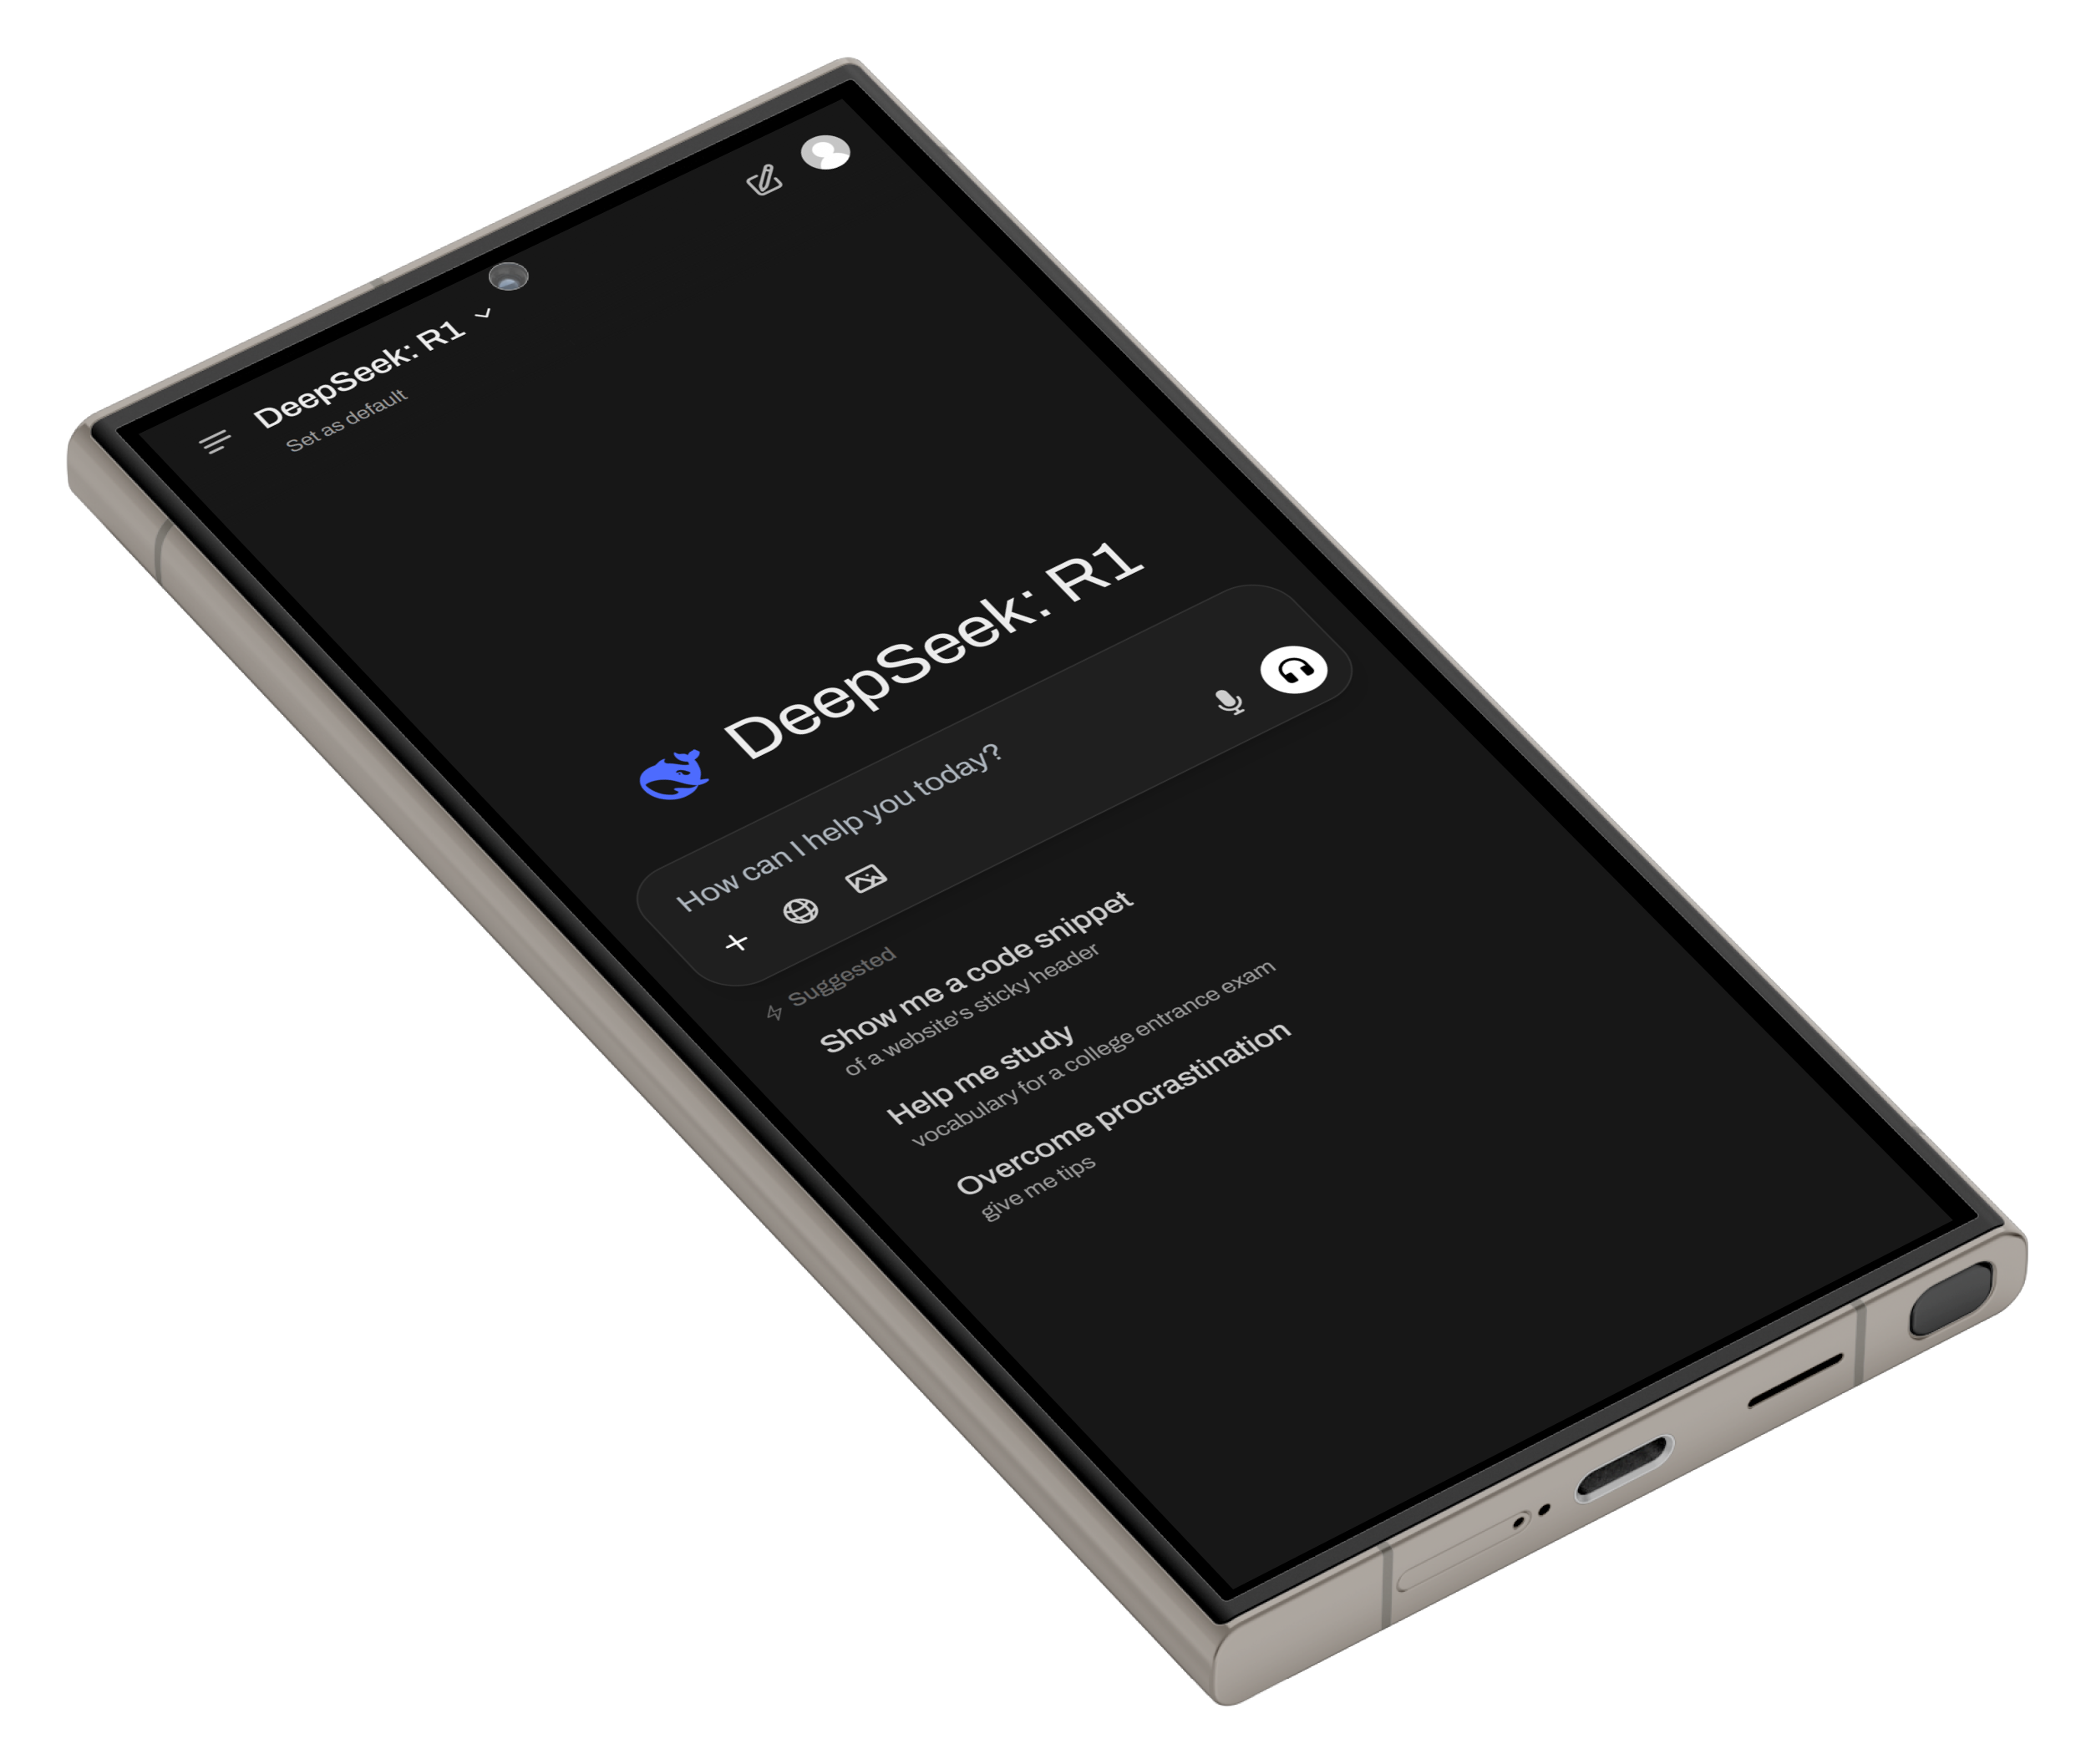 DeepSeek: R1
Set as default
DeepSeek: R1
How can I help you today?
Suggested
Show me a code snippet
of a website's sticky header
Help me study
vocabulary for a college entrance exam
Overcome procrastination
give me tips